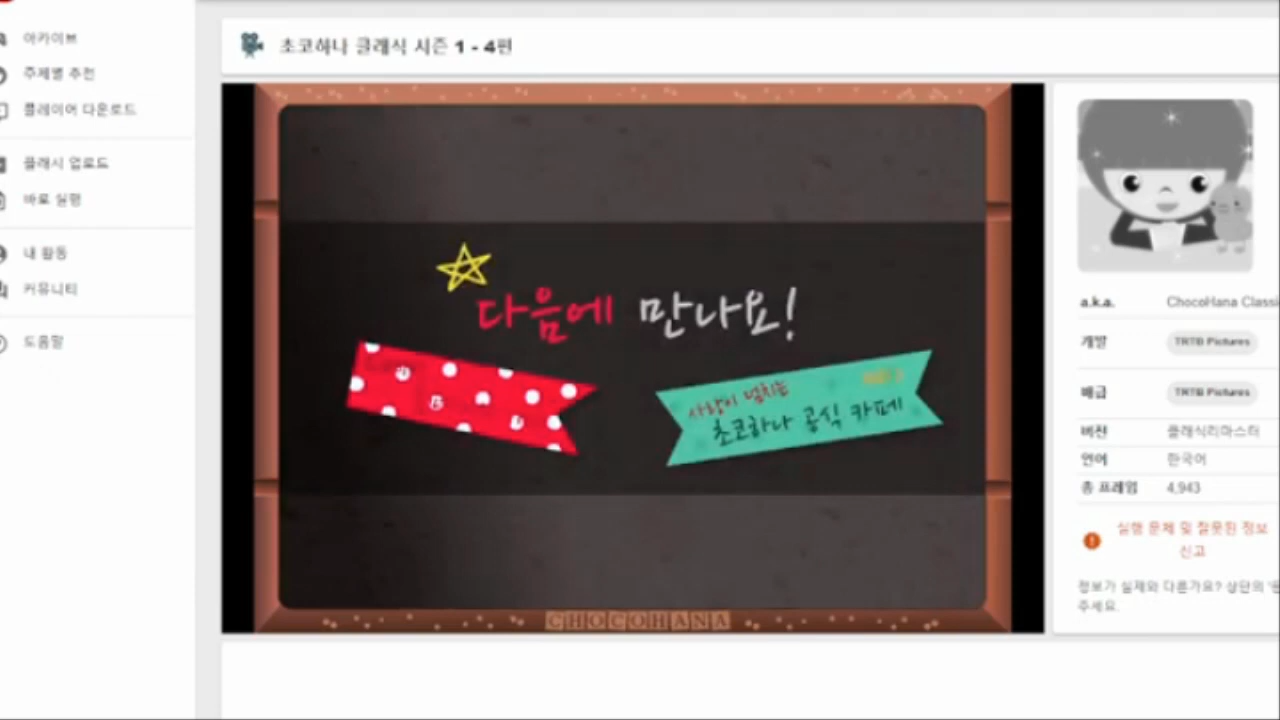 아카이브
주제별 추천
플레이어 다운로드
플래시 업로드
바로 실행
내 활동
커뮤니티
도움말
초코하나 클래식 시즌 1 - 4편
다음에 만나요!
사랑이 넘치는
초코하나 공식 카페
CHOCOHANA
a.k.a. ChocoHana Classi
개발 TRTB Pictures
배급 TRTB Pictures
버전 클래식리마스터
언어 한국어
총 프레임 4,943
실행 문제 및 잘못된 정보
신고
정보가 실제와 다른가요? 상단의
주세요.